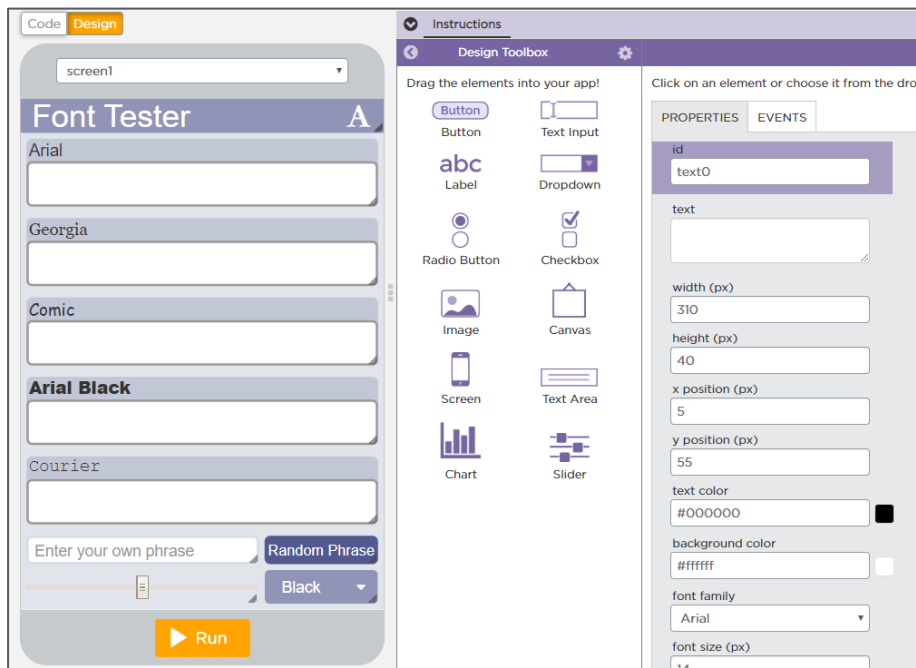 Code Design
screen1
Font Tester A
Arial
Georgia
Comic
Arial Black
Courier
Enter your own phrase Random Phrase
Black
Run
Instructions
Design Toolbox
Drag the elements into your app!
Button
Button Text Input
abc
Label Dropdown
Radio Button Checkbox
Image Canvas
Screen Text Area
Chart Slider
Click on an element or choose it from the dro
PROPERTIES EVENTS
id
text0
text
width (px)
310
height (px)
40
x position (px)
5
y position (px)
55
text color
#000000
background color
#ffffff
font family
Arial
font size (px)
14